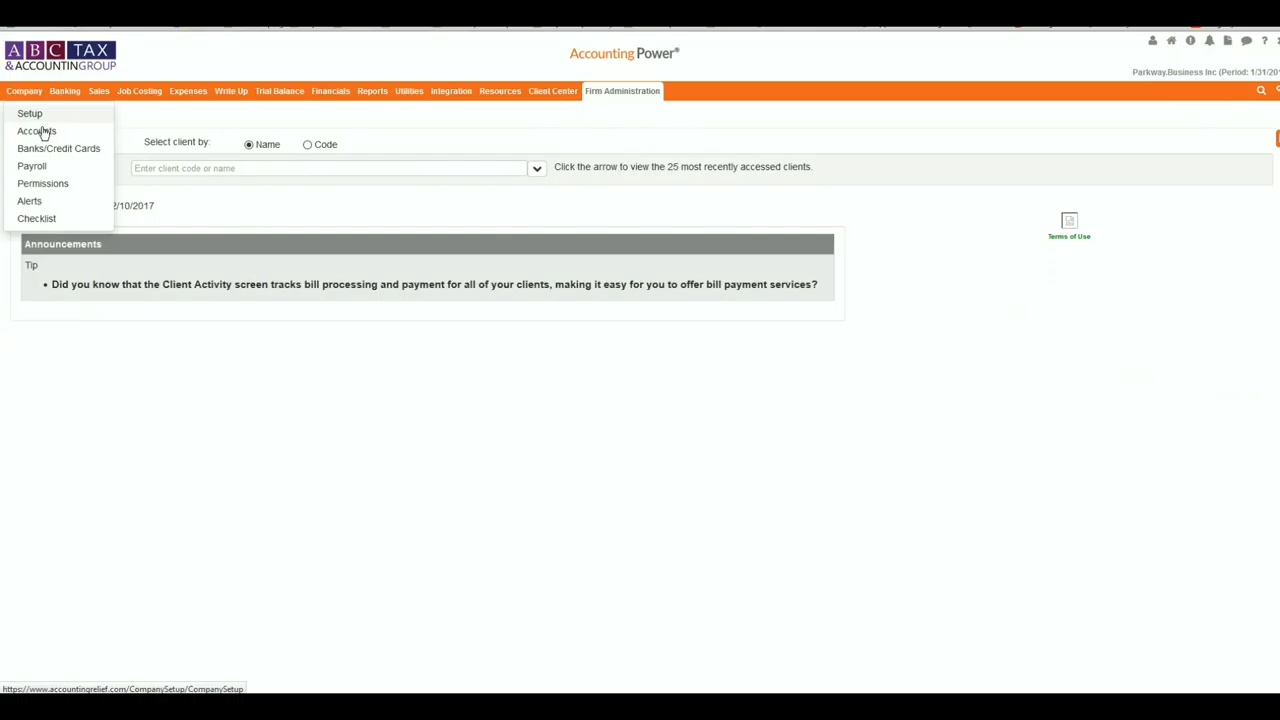 A B C TAX
& ACCOUNTINGGROUP
Accounting Power®
Parkway.Business Inc (Period: 1/31/20
Company Banking Sales Job Costing Expenses Write Up Trial Balance Financials Reports Utilities Integration Resources Client Center Firm Administration
Setup
Accounts
Banks/Credit Cards
Payroll
Permissions
Alerts
Checklist
Select client by: Name Code
Enter client code or name
Click the arrow to view the 25 most recently accessed clients.
2/10/2017
Terms of Use
Announcements
Tip
• Did you know that the Client Activity screen tracks bill processing and payment for all of your clients, making it easy for you to offer bill payment services?
https://www.accountingrelief.com/CompanySetup/CompanySetup